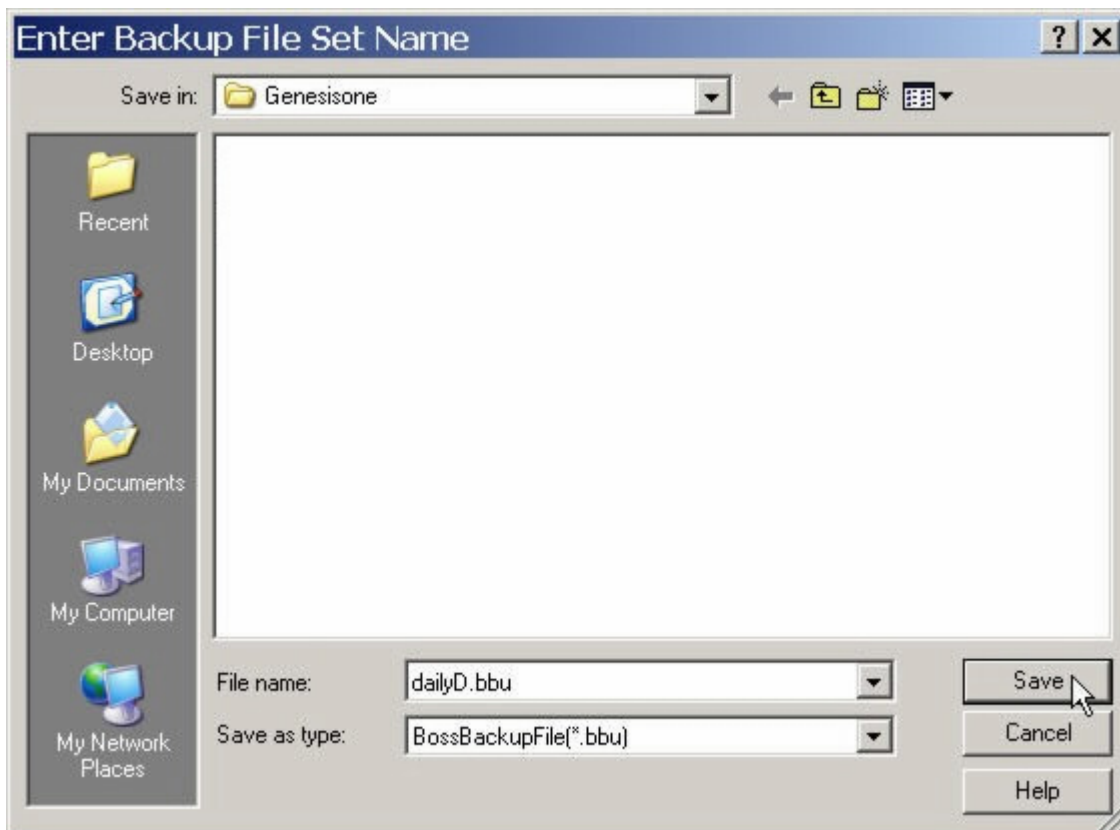 Enter Backup File Set Name
Save in: Genesisone
Recent
Desktop
My Documents
My Computer
My Network
Places
File name: dailyD.bbu Save
Save as type: BossBackupFile(*.bbu) Cancel
Help